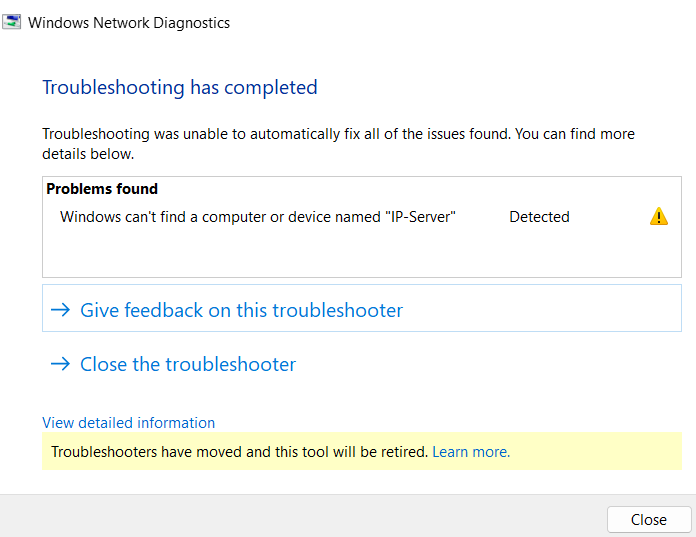 Windows Network Diagnostics
Troubleshooting has completed
Troubleshooting was unable to automatically fix all of the issues found. You can find more
details below.
Problems found
Windows can't find a computer or device named "IP-Server" Detected
→ Give feedback on this troubleshooter
→ Close the troubleshooter
View detailed information
Troubleshooters have moved and this tool will be retired. Learn more.
Close